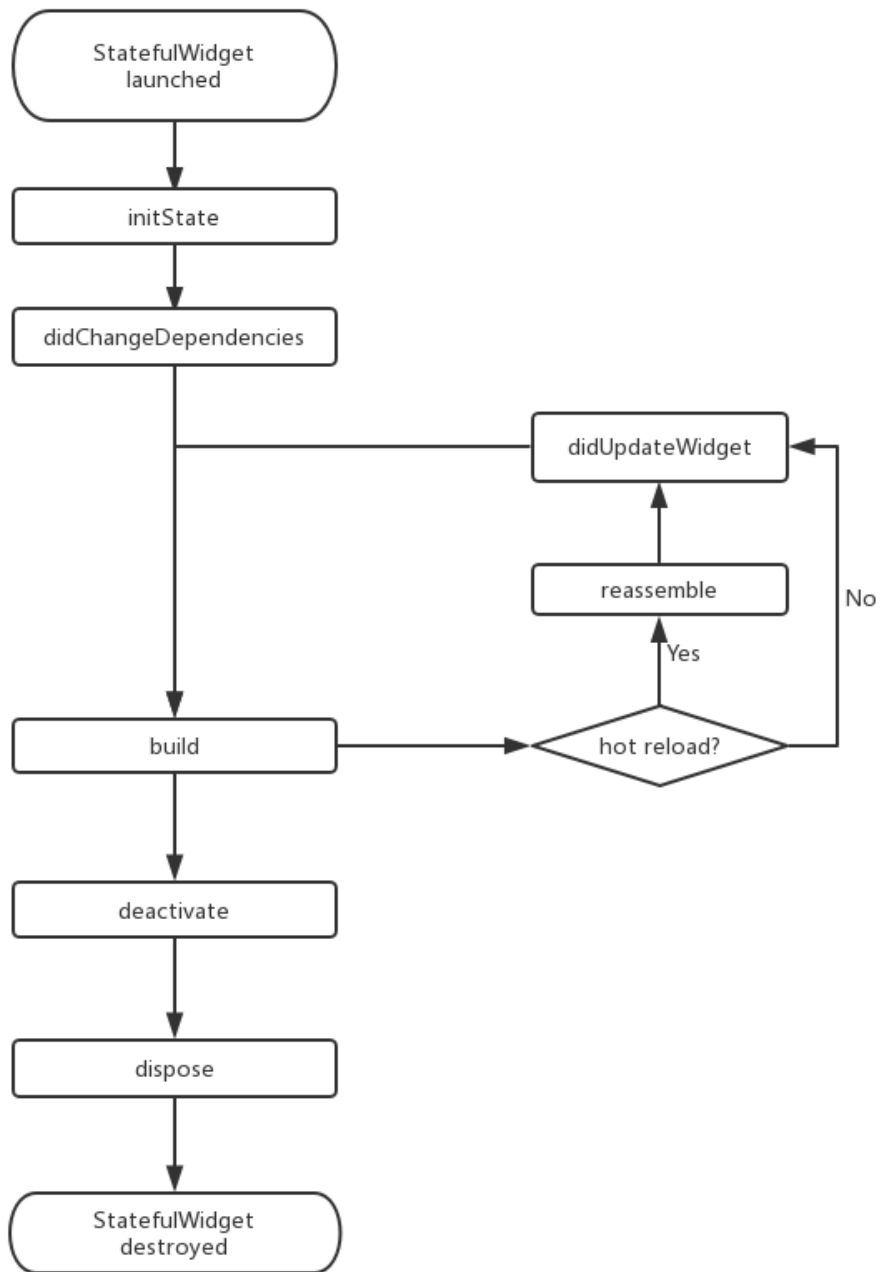 StatefulWidget
launched
initState
didChangeDependencies
didUpdateWidget
reassemble
No
Yes
build
hot reload?
deactivate
dispose
StatefulWidget
destroyed